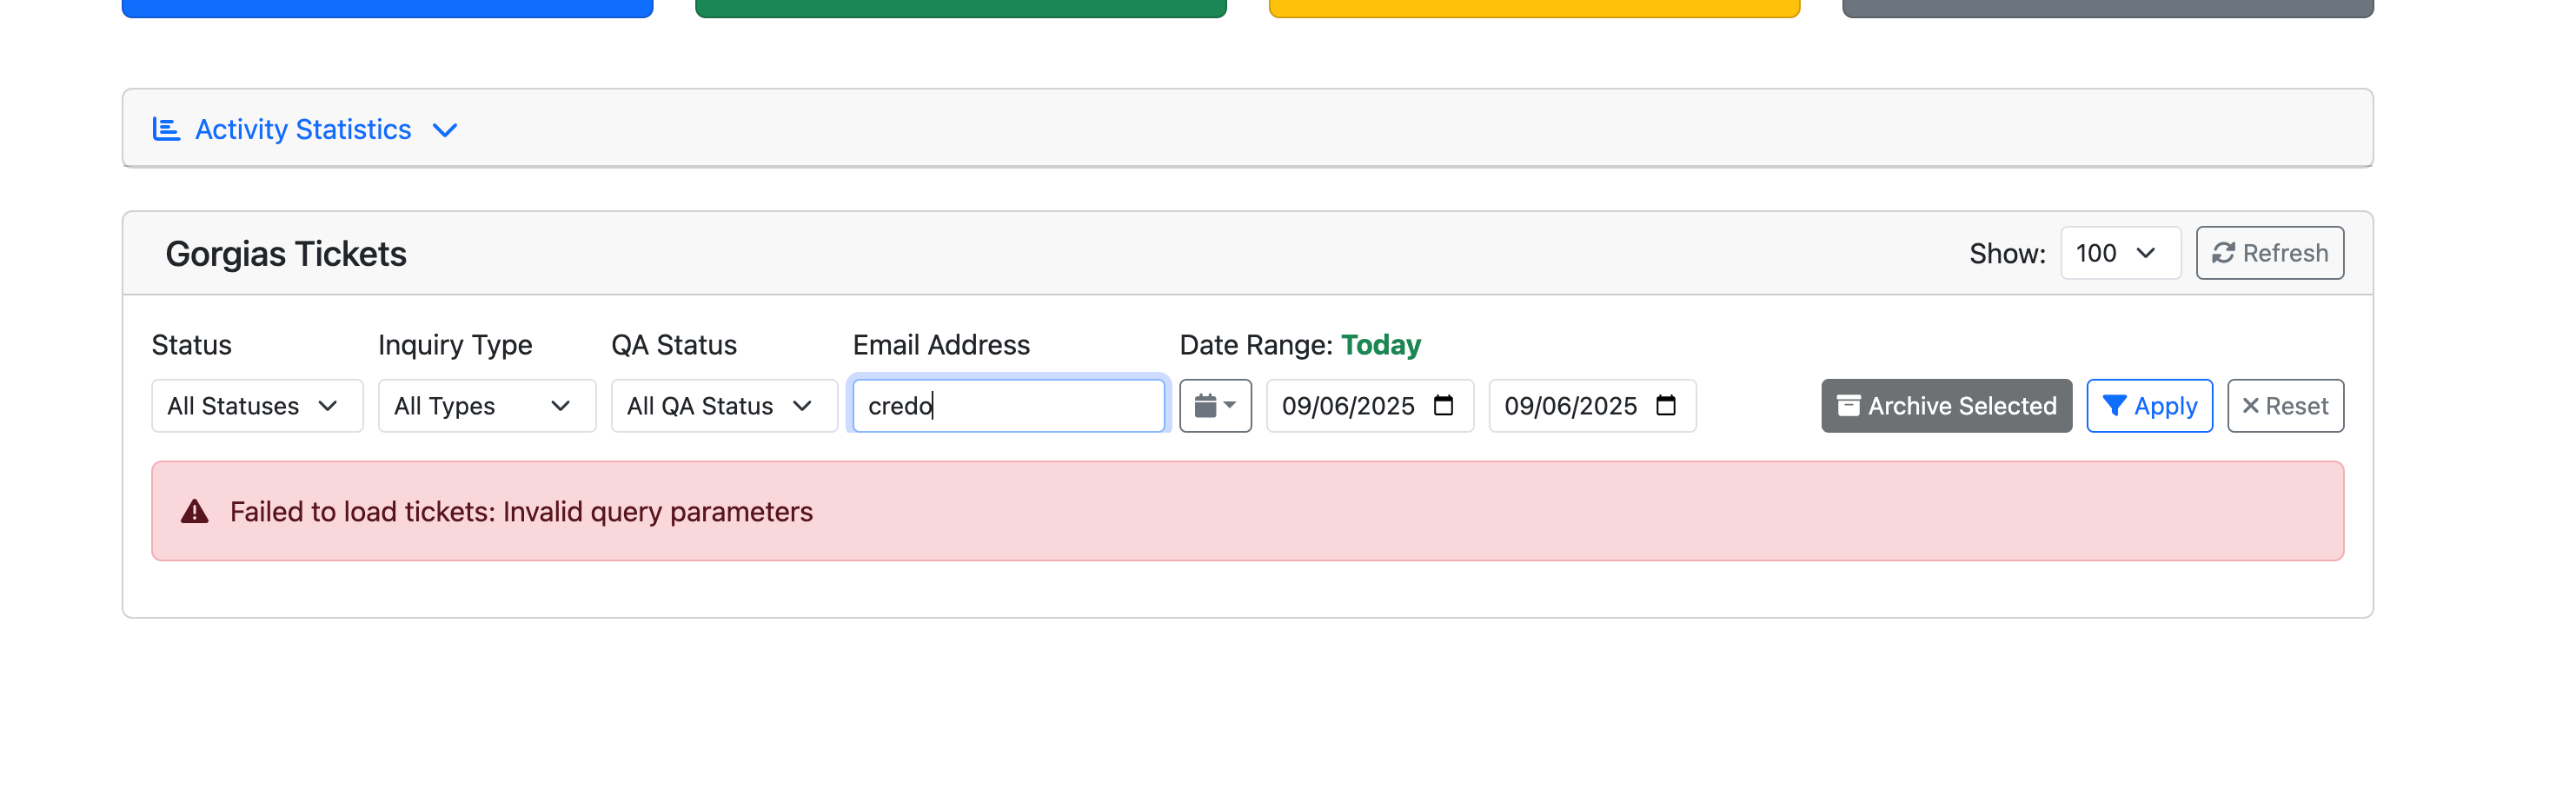 Activity Statistics
Gorgias Tickets
Show: 100 Refresh
Status Inquiry Type QA Status Email Address Date Range: Today
All Statuses All Types All QA Status credo 09/06/2025 09/06/2025 Archive Selected Apply Reset
Failed to load tickets: Invalid query parameters